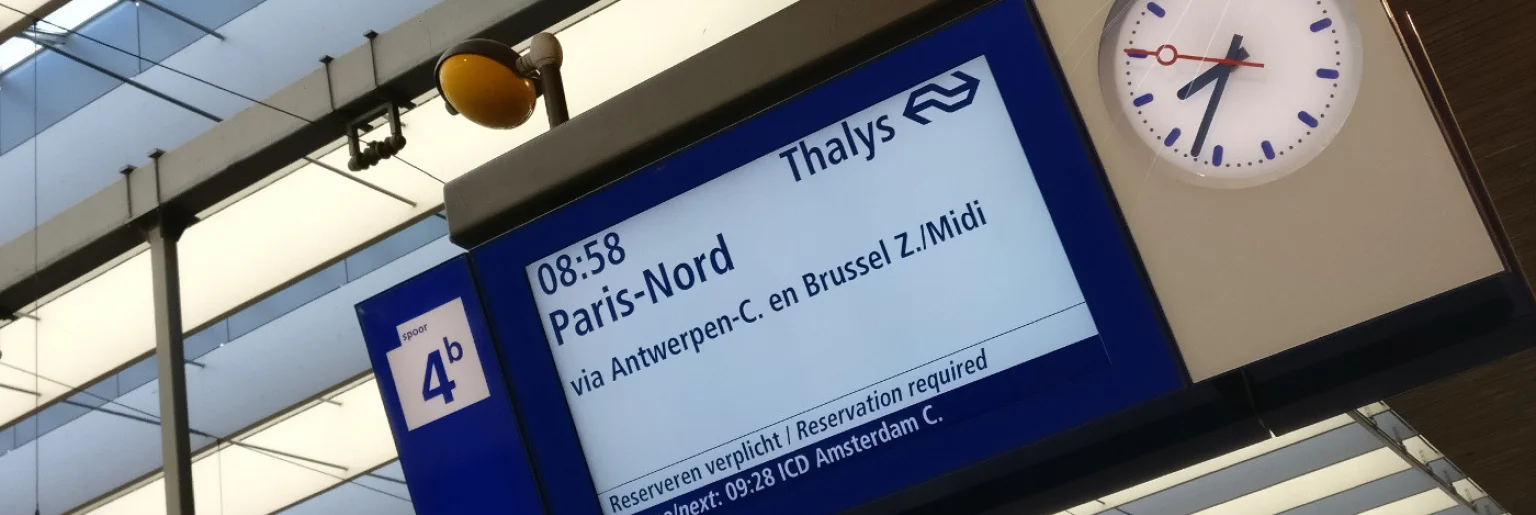 spoor
4b
Thalys
08:58
Paris-Nord
via Antwerpen-C. en Brussel Z./Midi
Reserveren verplicht / Reservation required
/next: 09:28 ICD Amsterdam C.